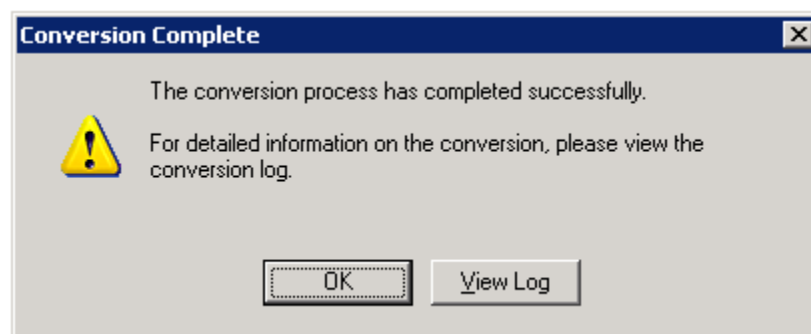 Conversion Complete
The conversion process has completed successfully.
For detailed information on the conversion, please view the
conversion log.
OK
View Log